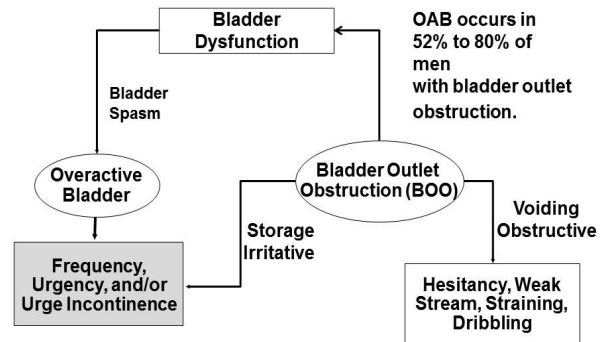 Bladder
Dysfunction
OAB occurs in
52% to 80% of
men
with bladder outlet
obstruction.
Bladder
Spasm
Overactive
Bladder
Bladder Outlet
Obstruction (BOO)
Storage
Irritative
Voiding
Obstructive
Frequency,
Urgency, and/or
Urge Incontinence
Hesitancy, Weak
Stream, Straining,
Dribbling